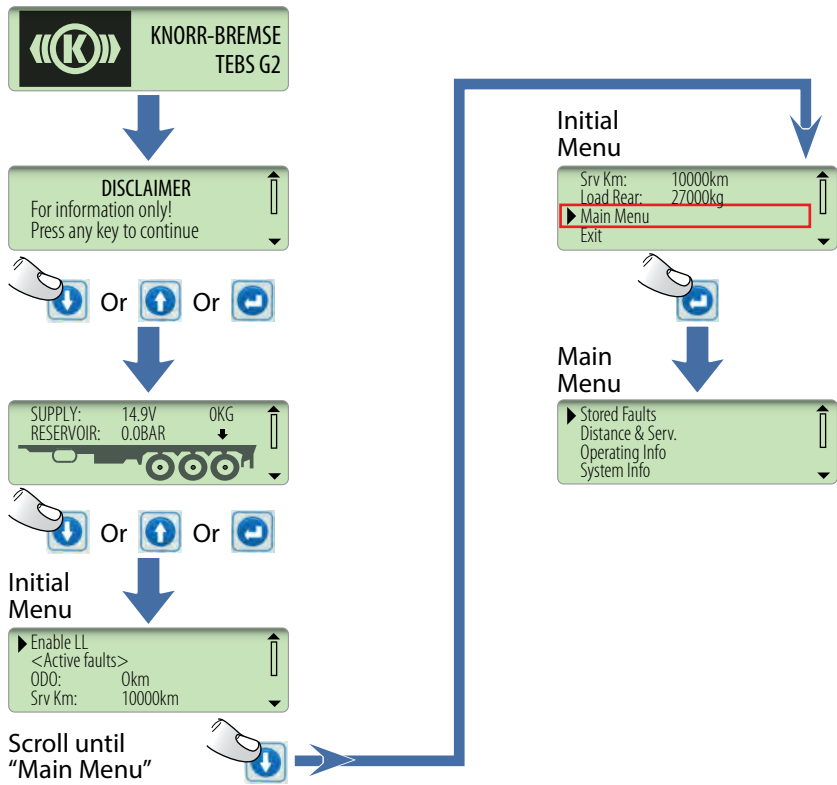 K
KNORR-BREMSE
TEBS G2
DISCLAIMER
For information only!
Press any key to continue
Or Or
SUPPLY: 14.9V 0KG
RESERVOIR: 0.0BAR
Or Or
Initial
Menu
Enable LL
<Active faults>
ODO: 0km
Srv Km: 10000km
Scroll until
“Main Menu”
Initial
Menu
Srv Km: 10000km
Load Rear: 27000kg
Main Menu
Exit
Main
Menu
Stored Faults
Distance & Serv.
Operating Info
System Info